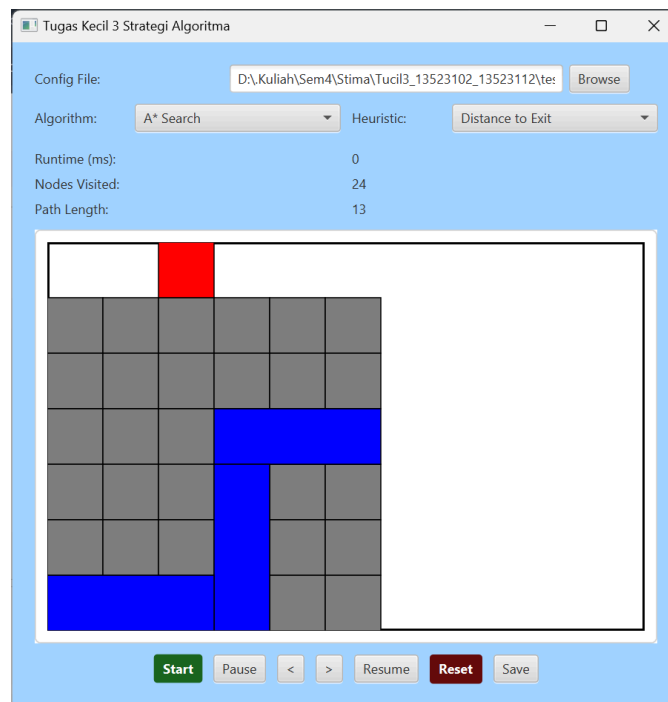 Tugas Kecil 3 Strategi Algoritma
Config File: D:\.Kuliah\Sem4\Stima\Tucil3_13523102_13523112\tes Browse
Algorithm: A* Search Heuristic: Distance to Exit
Runtime (ms): 0
Nodes Visited: 24
Path Length: 13
Start Pause < > Resume Reset Save